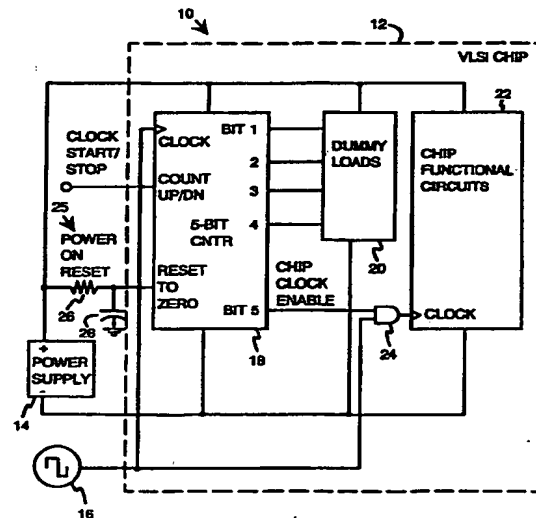 10
12
VLSI CHIP
22
CLOCK
START/
STOP
CLOCK
COUNT
UP/DN
BIT 1
2
3
4
5-BIT
CNTR
DUMMY
LOADS
20
CHIP
FUNCTIONAL
CIRCUITS
25
POWER
ON
RESET
26
28
RESET
TO
ZERO
BIT 5
18
CHIP
CLOCK
ENABLE
24
CLOCK
+
POWER
SUPPLY
-
14
16